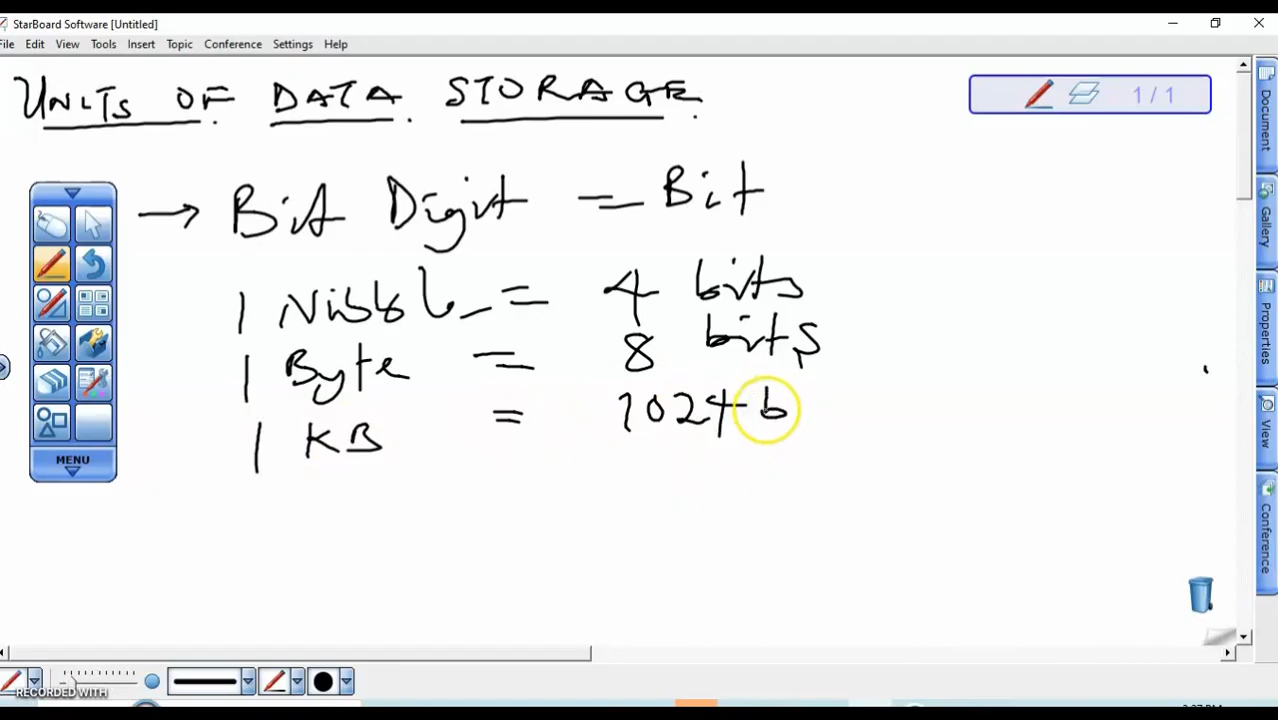 StarBoard Software [Untitled]
File Edit View Tools Insert Topic Conference Settings Help
UNITS OF DATA STORAGE
1 / 1
→ Bit Digit = Bit
1 Nibble = 4 bits
1 Byte = 8 bits
1 KB = 1024 b
MENU
Document
Gallery
Properties
View
Conference
RECORDED WITH